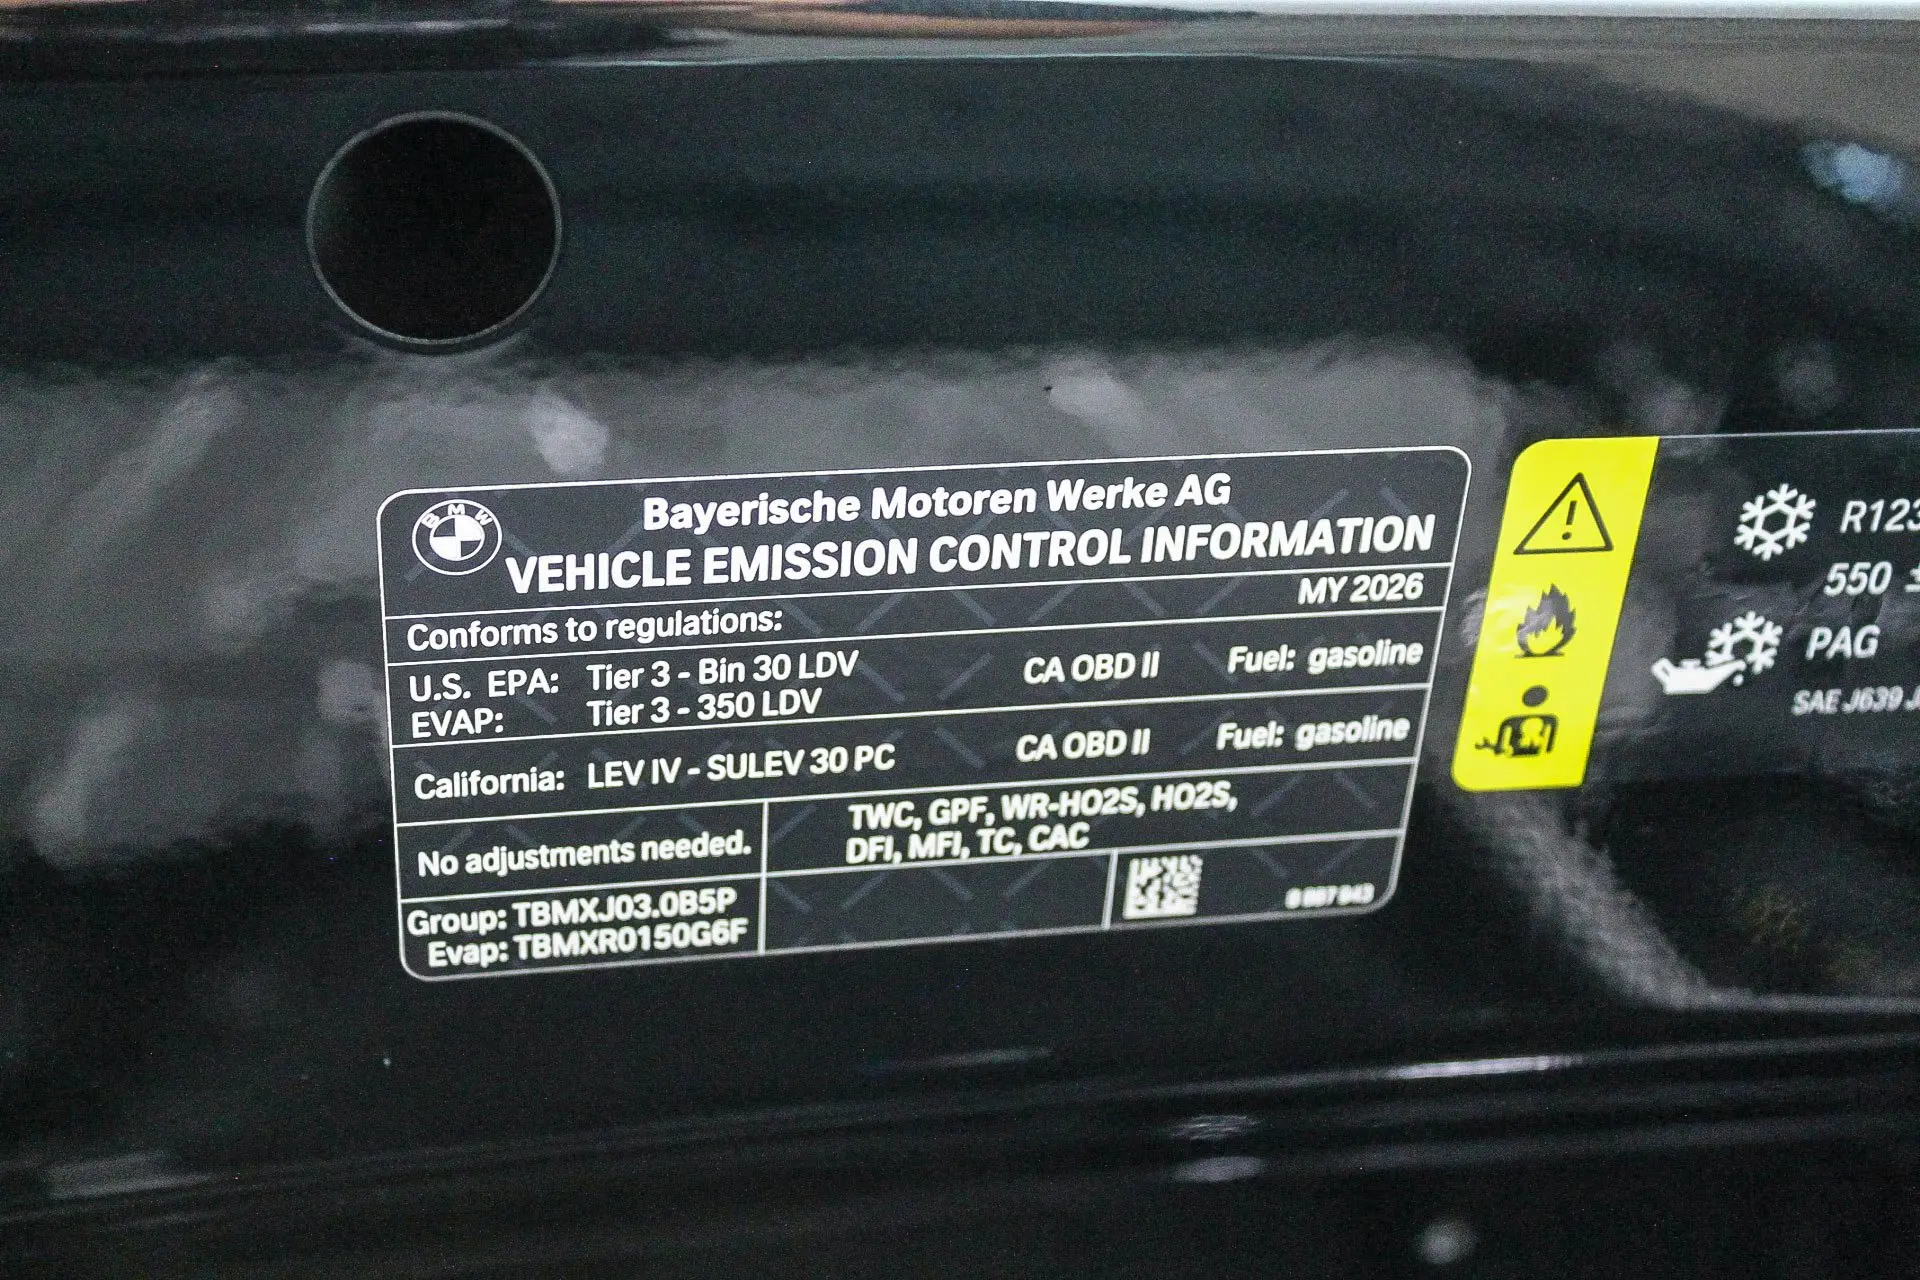 BMW
Bayerische Motoren Werke AG
VEHICLE EMISSION CONTROL INFORMATION
MY 2026
Conforms to regulations:
U.S. EPA: Tier 3 - Bin 30 LDV CA OBD II Fuel: gasoline
EVAP: Tier 3 - 350 LDV
California: LEV IV - SULEV 30 PC CA OBD II Fuel: gasoline
No adjustments needed.
TWC, GPF, WR-HO2S, HO2S,
DFI, MFI, TC, CAC
Group: TBMXJ03.0B5P
Evap: TBMXR0150G6F
R123
550 ±
PAG
SAE J639